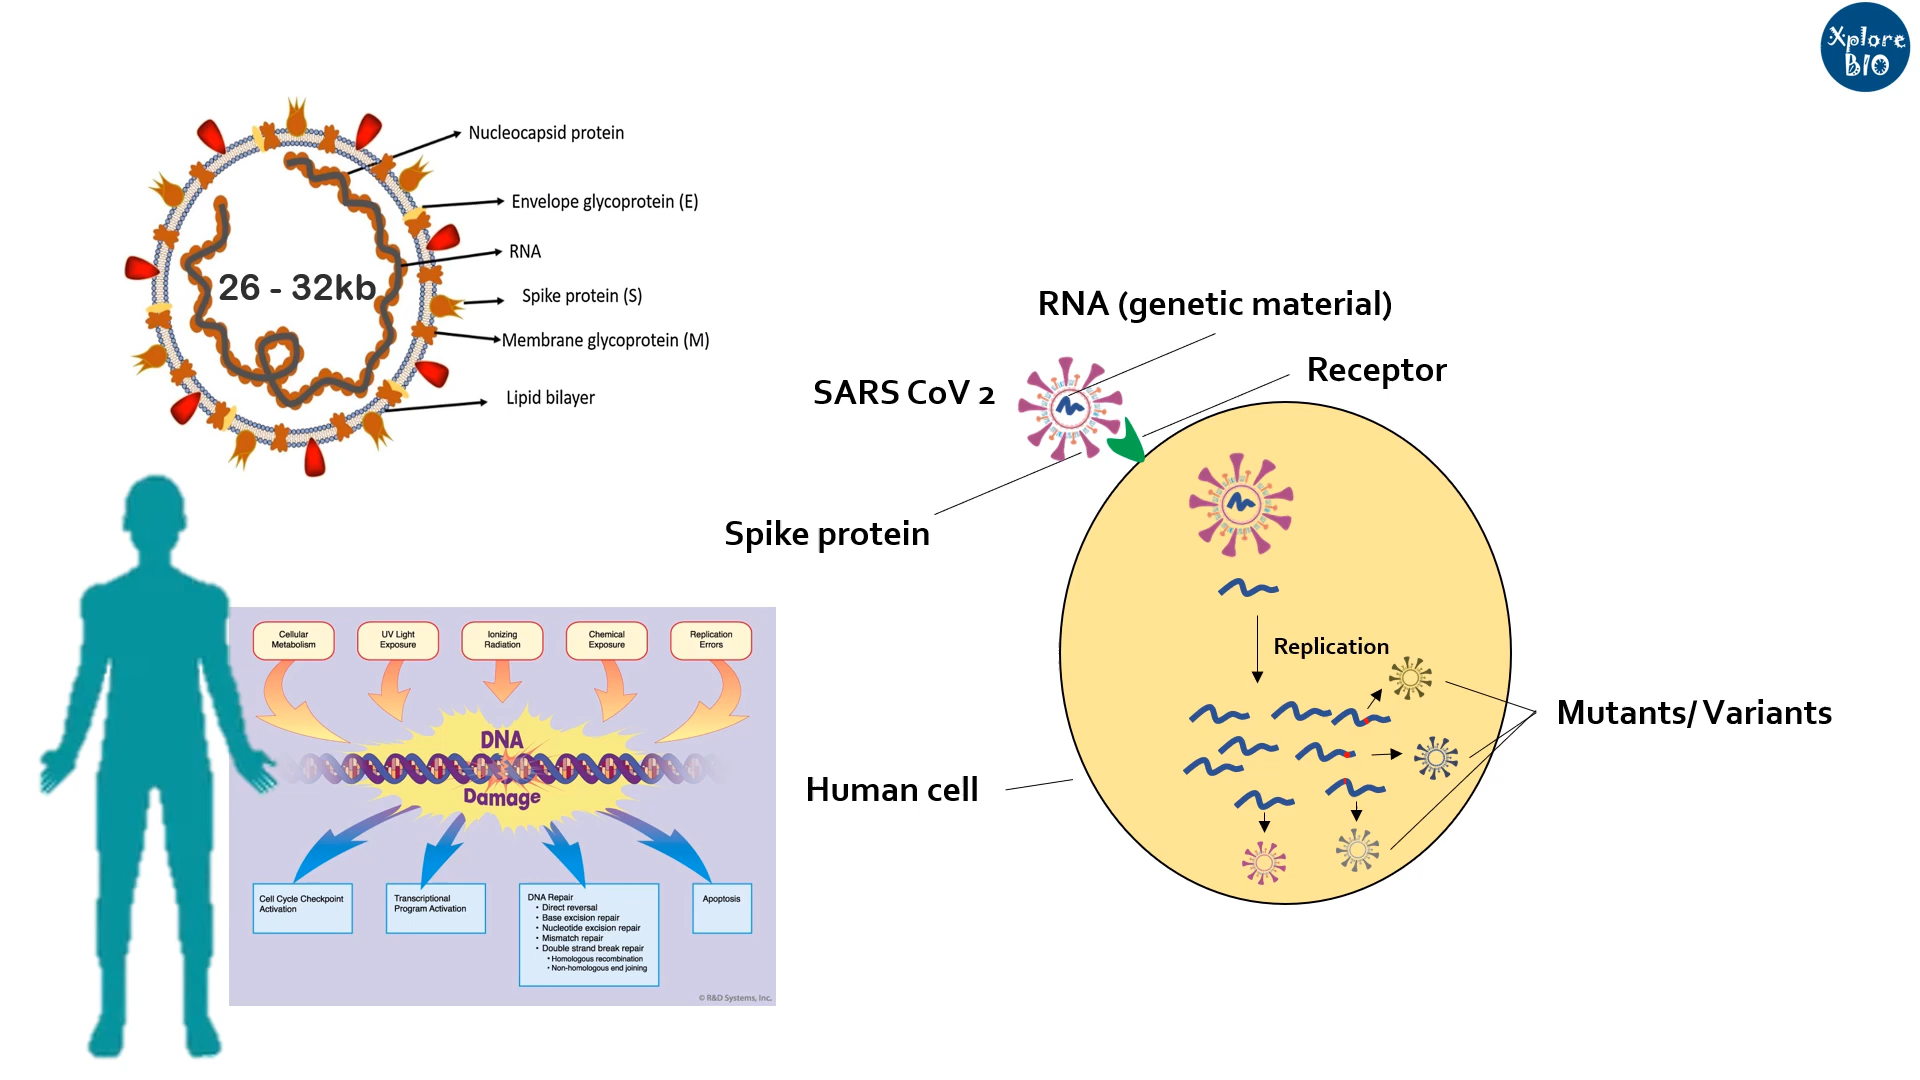 Xplore
BIO
Nucleocapsid protein
Envelope glycoprotein (E)
RNA
26 - 32kb
Spike protein (S)
Membrane glycoprotein (M)
Lipid bilayer
RNA (genetic material)
Receptor
SARS CoV 2
Spike protein
Replication
Mutants/ Variants
Human cell
Cellular
Metabolism
UV Light
Exposure
Ionizing
Radiation
Chemical
Exposure
Replication
Errors
DNA
Damage
Cell Cycle Checkpoint
Activation
Transcriptional
Program Activation
DNA Repair
• Direct reversal
• Base excision repair
• Nucleotide excision repair
• Mismatch repair
• Double strand break repair
• Homologous recombination
• Non-homologous end joining
Apoptosis
© R&D Systems, Inc.